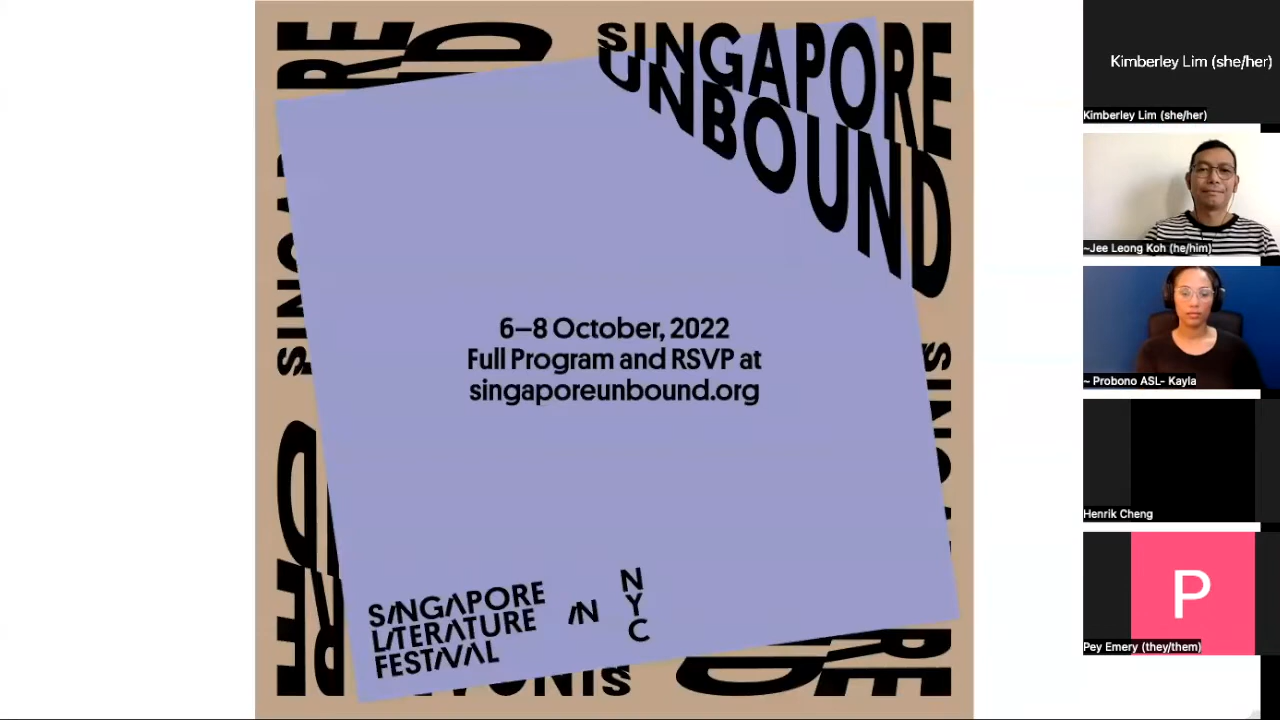 SINGAPORE
UNBOUND
6–8 October, 2022
Full Program and RSVP at
singaporeunbound.org
SINGAPORE
LITERATURE
FESTIVAL
IN
NYC
Kimberley Lim (she/her)
Kimberley Lim (she/her)
~Jee Leong Koh (he/him)
~ Probono ASL- Kayla
Henrik Cheng
P
Pey Emery (they/them)